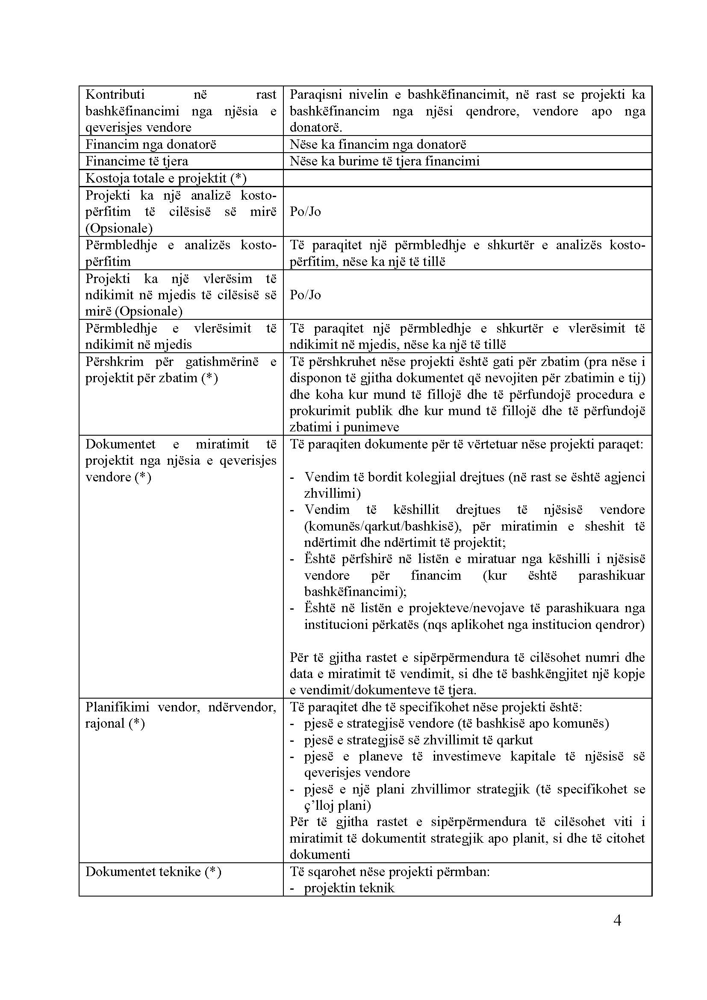 Kontributi në rast
bashkëfinancimi nga njësia e
qeverisjes vendore
Paraqisni nivelin e bashkëfinancimit, në rast se projekti ka
bashkëfinancim nga njësi qendrore, vendore apo nga
donatorë.
Financim nga donatorë
Nëse ka financim nga donatorë
Financime të tjera
Nëse ka burime të tjera financimi
Kostoja totale e projektit (*)
Projekti ka një analizë kosto-
përfitim të cilësisë së mirë
(Opsionale)
Po/Jo
Përmbledhje e analizës kosto-
përfitim
Të paraqitet një përmbledhje e shkurtër e analizës kosto-
përfitim, nëse ka një të tillë
Projekti ka një vlerësim të
ndikimit në mjedis të cilësisë së
mirë (Opsionale)
Po/Jo
Përmbledhje e vlerësimit të
ndikimit në mjedis
Të paraqitet një përmbledhje e shkurtër e vlerësimit të
ndikimit në mjedis, nëse ka një të tillë
Përshkrim për gatishmërinë e
projektit për zbatim (*)
Të përshkruhet nëse projekti është gati për zbatim (pra nëse i
disponon të gjitha dokumentet që nevojiten për zbatimin e tij)
dhe koha kur mund të fillojë dhe të përfundojë procedura e
prokurimit publik dhe kur mund të fillojë dhe të përfundojë
zbatimi i punimeve
Dokumentet e miratimit të
projektit nga njësia e qeverisjes
vendore (*)
Të paraqiten dokumente për të vërtetuar nëse projekti paraqet:
- Vendim të bordit kolegjial drejtues (në rast se është agjenci
zhvillimi)
- Vendim të këshillit drejtues të njësisë vendore
(komunës/qarkut/bashkisë), për miratimin e sheshit të
ndërtimit dhe ndërtimit të projektit;
- Është përfshirë në listën e miratuar nga këshilli i njësisë
vendore për financim (kur është parashikuar
bashkëfinancimi);
- Është në listën e projekteve/nevojave të parashikuara nga
institucioni përkatës (nqs aplikohet nga institucion qendror)
Për të gjitha rastet e sipërpërmendura të cilësohet numri dhe
data e miratimit të vendimit, si dhe të bashkëngjitet një kopje
e vendimit/dokumenteve të tjera.
Planifikimi vendor, ndërvendor,
rajonal (*)
Të paraqitet dhe të specifikohet nëse projekti është:
- pjesë e strategjisë vendore (të bashkisë apo komunës)
- pjesë e strategjisë së zhvillimit të qarkut
- pjesë e planeve të investimeve kapitale të njësisë së
qeverisjes vendore
- pjesë e një plani zhvillimor strategjik (të specifikohet se
ç’lloj plani)
Për të gjitha rastet e sipërpërmendura të cilësohet viti i
miratimit të dokumentit strategjik apo planit, si dhe të citohet
dokumenti
Dokumentet teknike (*)
Të sqarohet nëse projekti përmban:
- projektin teknik
4